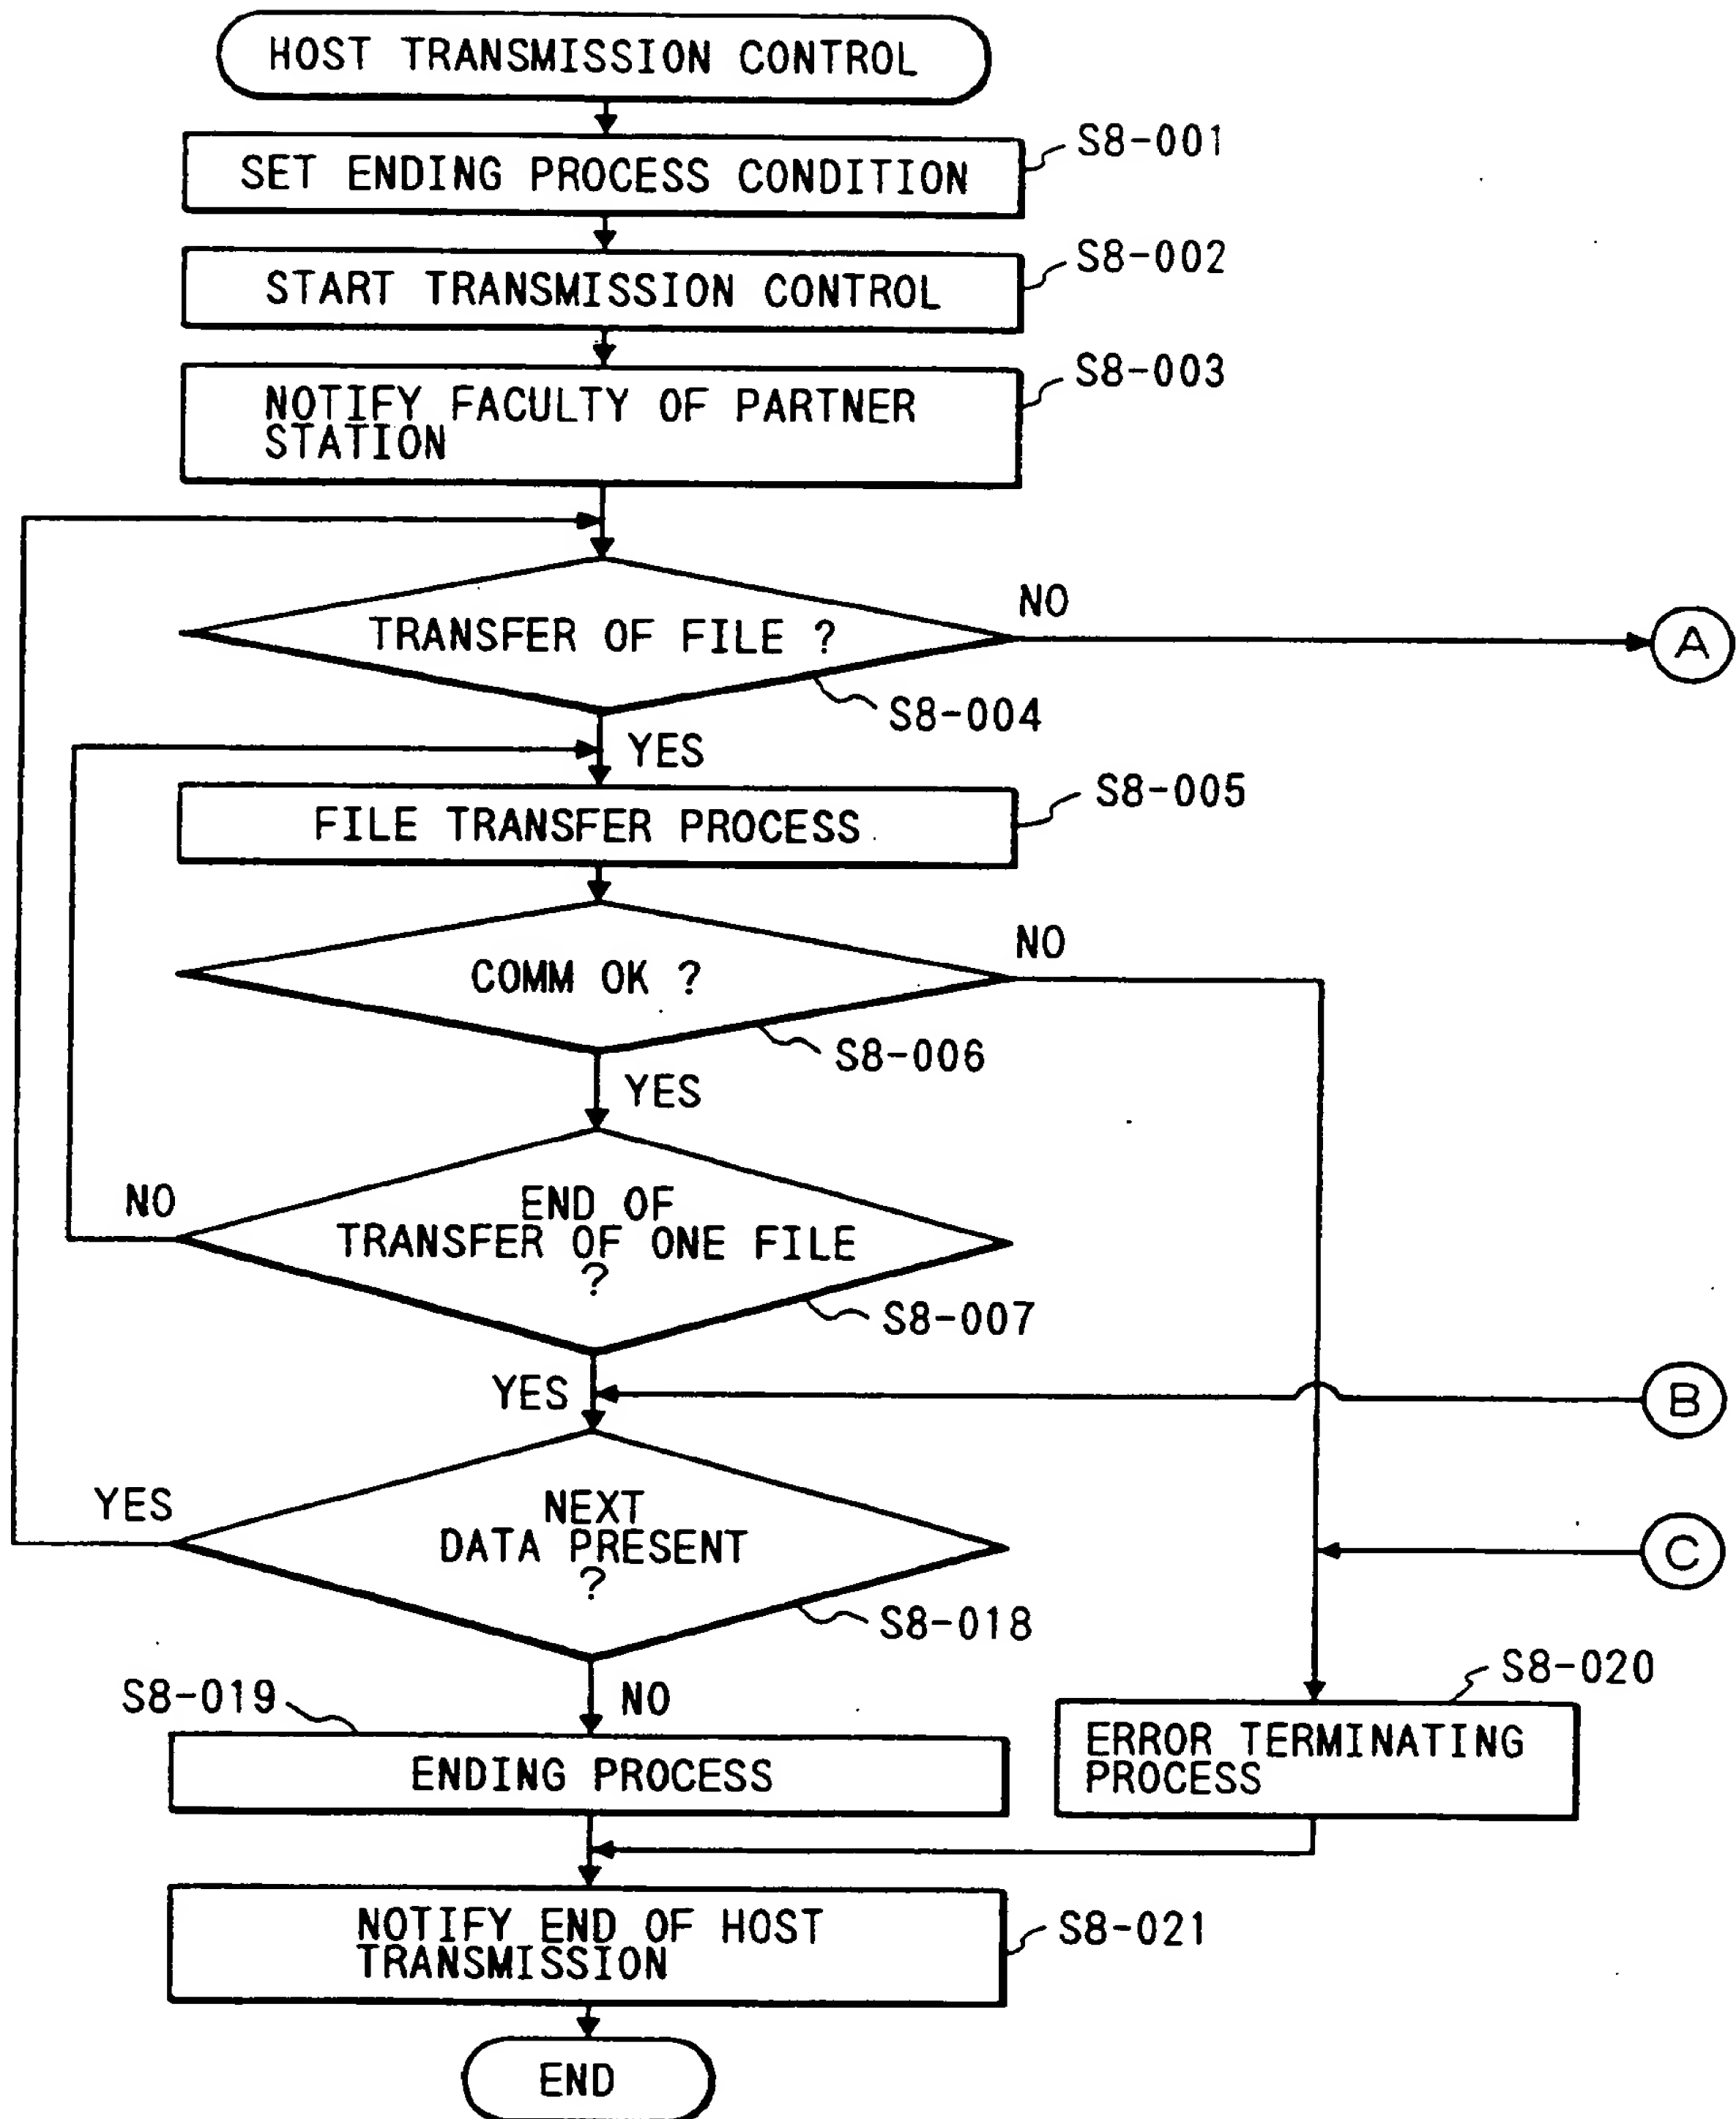 HOST TRANSMISSION CONTROL
S8-001
SET ENDING PROCESS CONDITION
S8-002
START TRANSMISSION CONTROL
S8-003
NOTIFY FACULTY OF PARTNER
STATION
NO
TRANSFER OF FILE ?
A
S8-004
YES
S8-005
FILE TRANSFER PROCESS
NO
COMM OK ?
S8-006
YES
NO
END OF
TRANSFER OF ONE FILE
?
S8-007
YES
B
YES
NEXT
DATA PRESENT
?
C
S8-018
S8-019
NO
S8-020
ENDING PROCESS
ERROR TERMINATING
PROCESS
NOTIFY END OF HOST
TRANSMISSION
S8-021
END